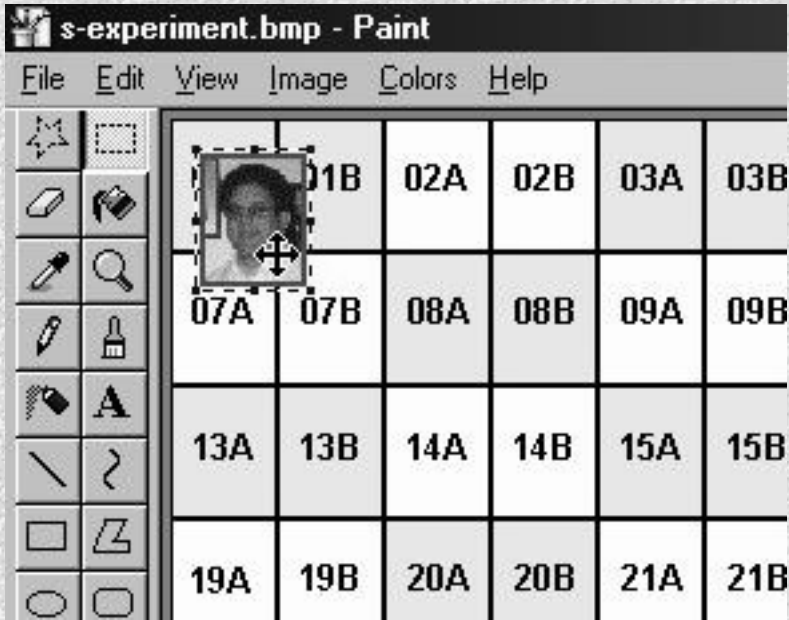 s-experiment.bmp - Paint
File Edit View Image Colors Help
02A 02B 03A 03B
07A 07B 08A 08B 09A 09B
13A 13B 14A 14B 15A 15B
19A 19B 20A 20B 21A 21B